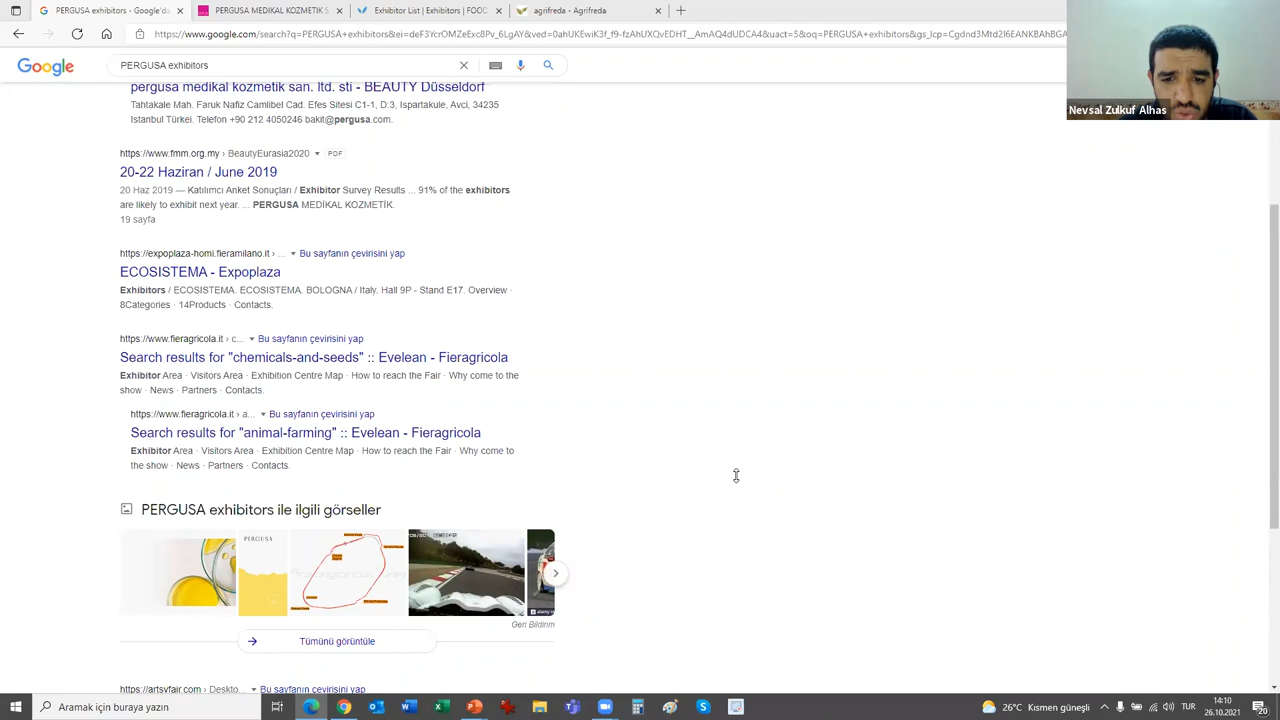 PERGUSA exhibitors - Google'da
PERGUSA MEDIKAL KOZMETIK S
Exhibitor List | Exhibitors | FOOD
agrifreda - Agrifreda
PERGUSA exhibitors
Google
pergusa medikal kozmetik san. ltd. sti - BEAUTY Düsseldorf
Tahtakale Mah. Faruk Nafiz Camlibel Cad. Efes Sitesi C1-1, D.3, Ispartakule, Avci, 34235
Istanbul Türkei. Telefon +90 212 4050246 bakit@pergusa.com.
https://www.fmm.org.my › BeautyEurasia2020 PDF
20-22 Haziran / June 2019
20 Haz 2019 — Katılımcı Anket Sonuçları / Exhibitor Survey Results ... 91% of the exhibitors
are likely to exhibit next year. ... PERGUSA MEDİKAL KOZMETİK.
19 sayfa
https://expoplaza-homi.fieramilano.it › ... Bu sayfanın çevirisini yap
ECOSISTEMA - Expoplaza
Exhibitors / ECOSISTEMA. ECOSISTEMA. BOLOGNA / Italy. Hall 9P - Stand E17. Overview ·
8Categories · 14Products · Contacts.
https://www.fieragricola.it › c... Bu sayfanın çevirisini yap
Search results for "chemicals-and-seeds" :: Evelean - Fieragricola
Exhibitor Area · Visitors Area · Exhibition Centre Map · How to reach the Fair · Why come to the
show · News · Partners · Contacts.
https://www.fieragricola.it › a... Bu sayfanın çevirisini yap
Search results for "animal-farming" :: Evelean - Fieragricola
Exhibitor Area · Visitors Area · Exhibition Centre Map · How to reach the Fair · Why come to
the show · News · Partners · Contacts.
PERGUSA exhibitors ile ilgili görseller
PERGUSA
alamy
Geri Bildirim
Tümünü görüntüle
https://artsyfair.com › Deskto... Bu sayfanın çevirisini yap
Nevsal Zulkuf Alhas
Aramak için buraya yazın
26°C Kısmen güneşli
TUR
14:10
26.10.2021
20